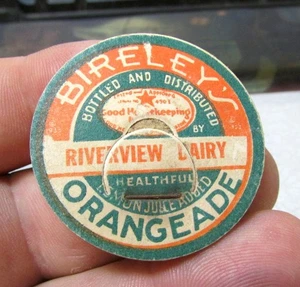 BIRELEY'S
BOTTLED AND DISTRIBUTED
Good Housekeeping
BY
RIVERVIEW DAIRY
HEALTHFUL
LEMON JUICE ADDED
ORANGEADE